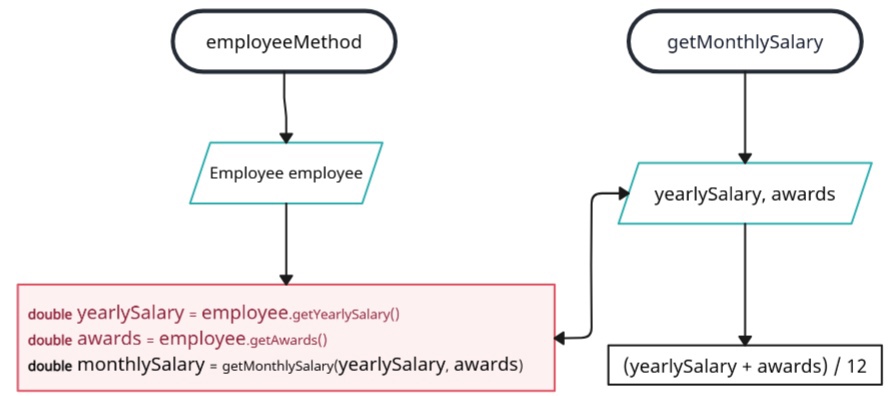 employeeMethod
Employee employee
double yearlySalary = employee.getYearlySalary()
double awards = employee.getAwards()
double monthlySalary = getMonthlySalary(yearlySalary, awards)
getMonthlySalary
yearlySalary, awards
(yearlySalary + awards) / 12